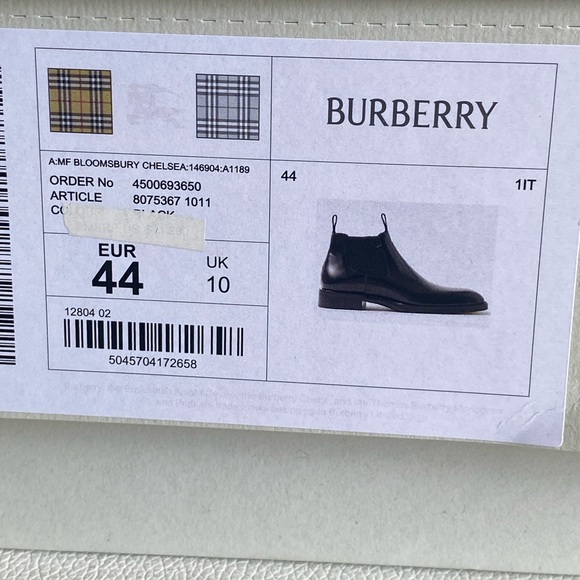 BURBERRY
A:MF BLOOMSBURY CHELSEA:146904:A1189
ORDER No 4500693650
ARTICLE 8075367 1011
BLACK
EUR
44
UK
10
12804 02
5045704172658
44
1IT